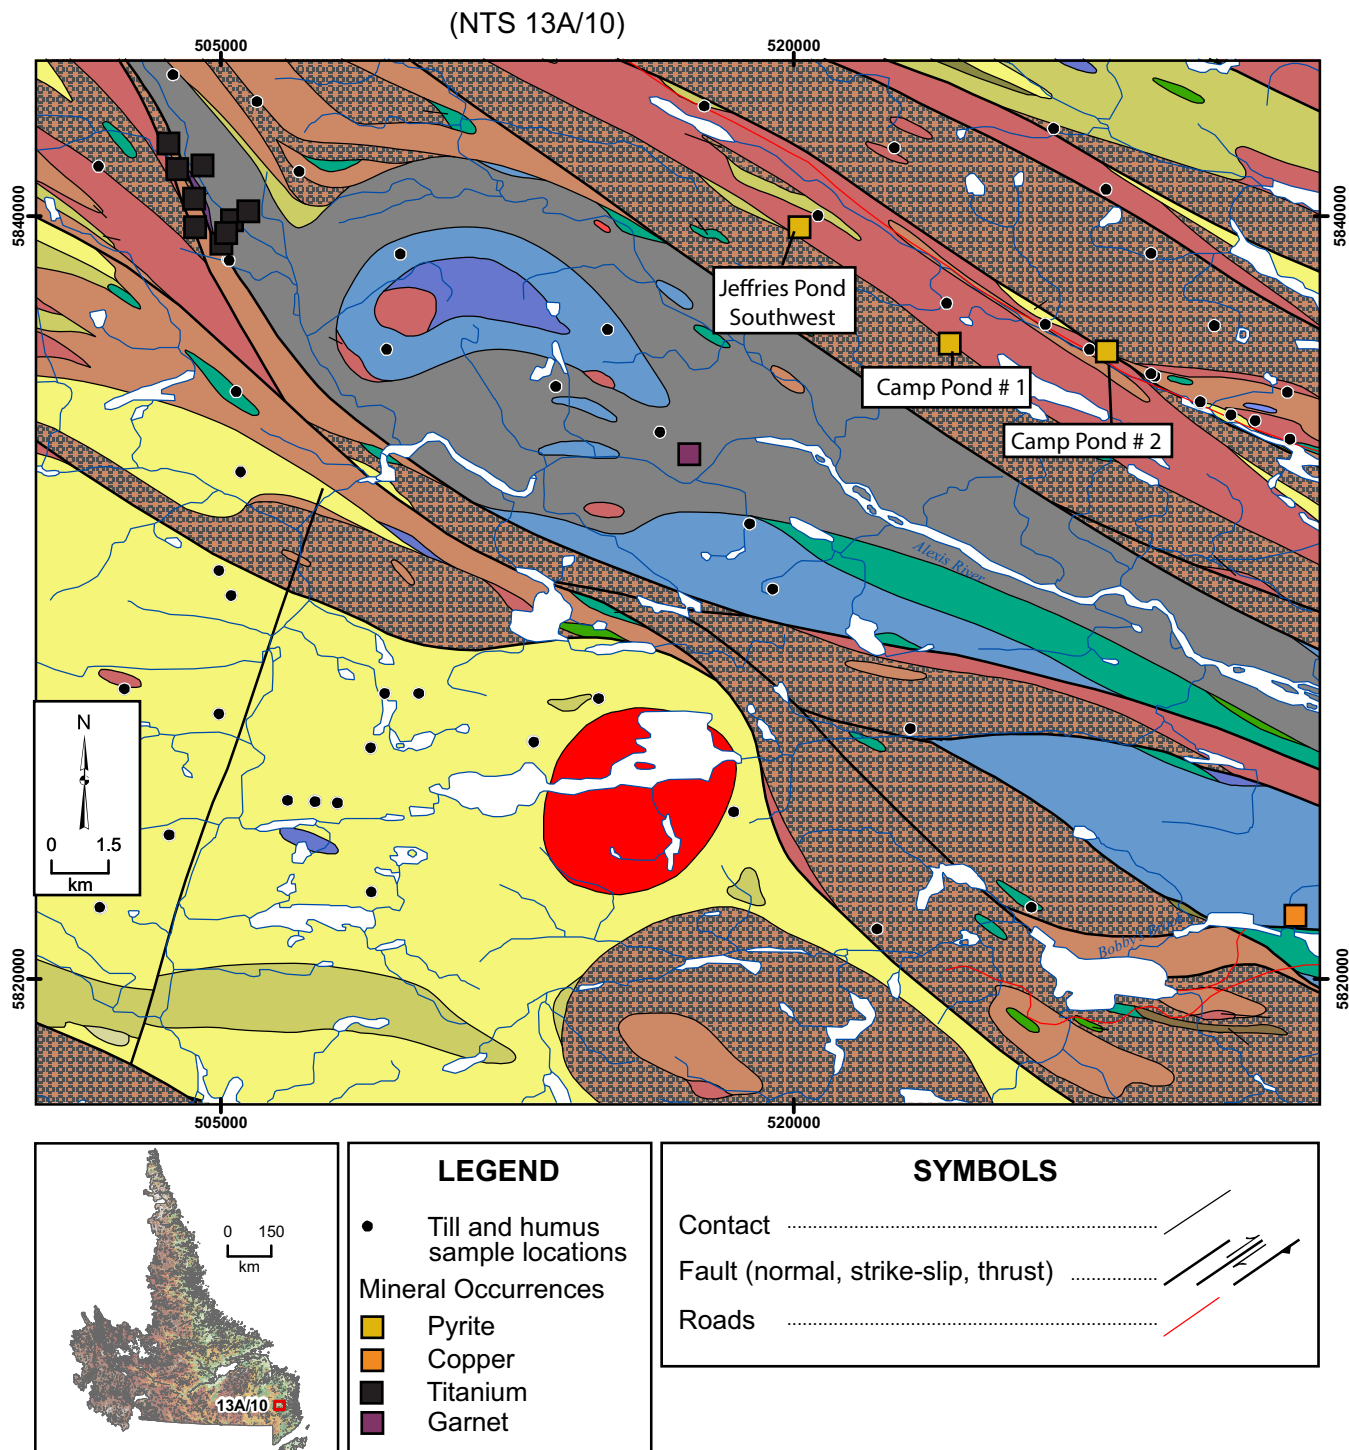 (NTS 13A/10)
505000
520000
5840000
5840000
Jeffries Pond
Southwest
Camp Pond # 1
Camp Pond # 2
Alexis River
N
0 1.5
km
5820000
5820000
505000
520000
0 150
km
13A/10
LEGEND
Till and humus
sample locations
Mineral Occurrences
Pyrite
Copper
Titanium
Garnet
SYMBOLS
Contact
Fault (normal, strike-slip, thrust)
Roads